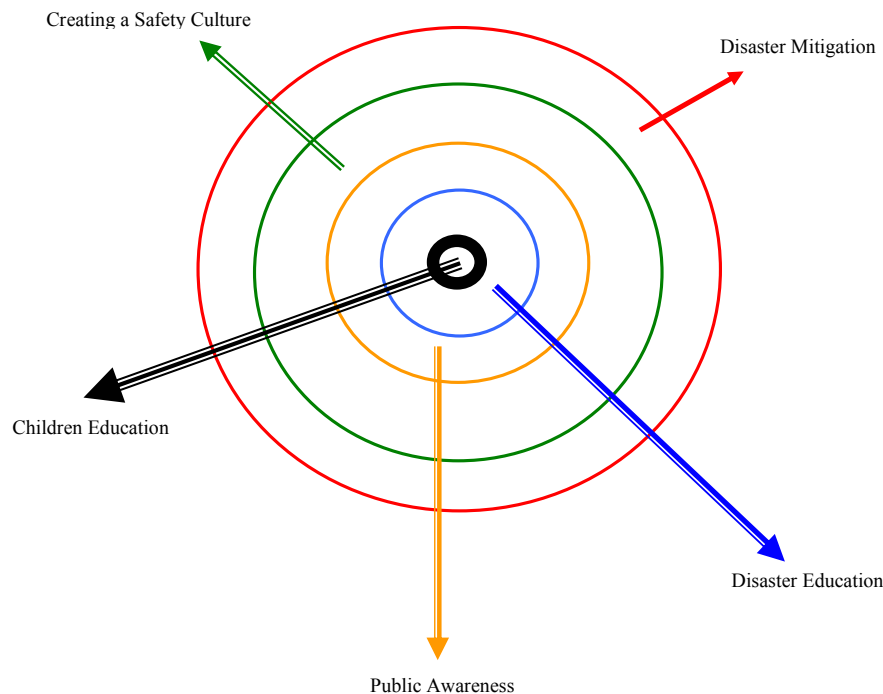 Creating a Safety Culture
Disaster Mitigation
Children Education
Disaster Education
Public Awareness